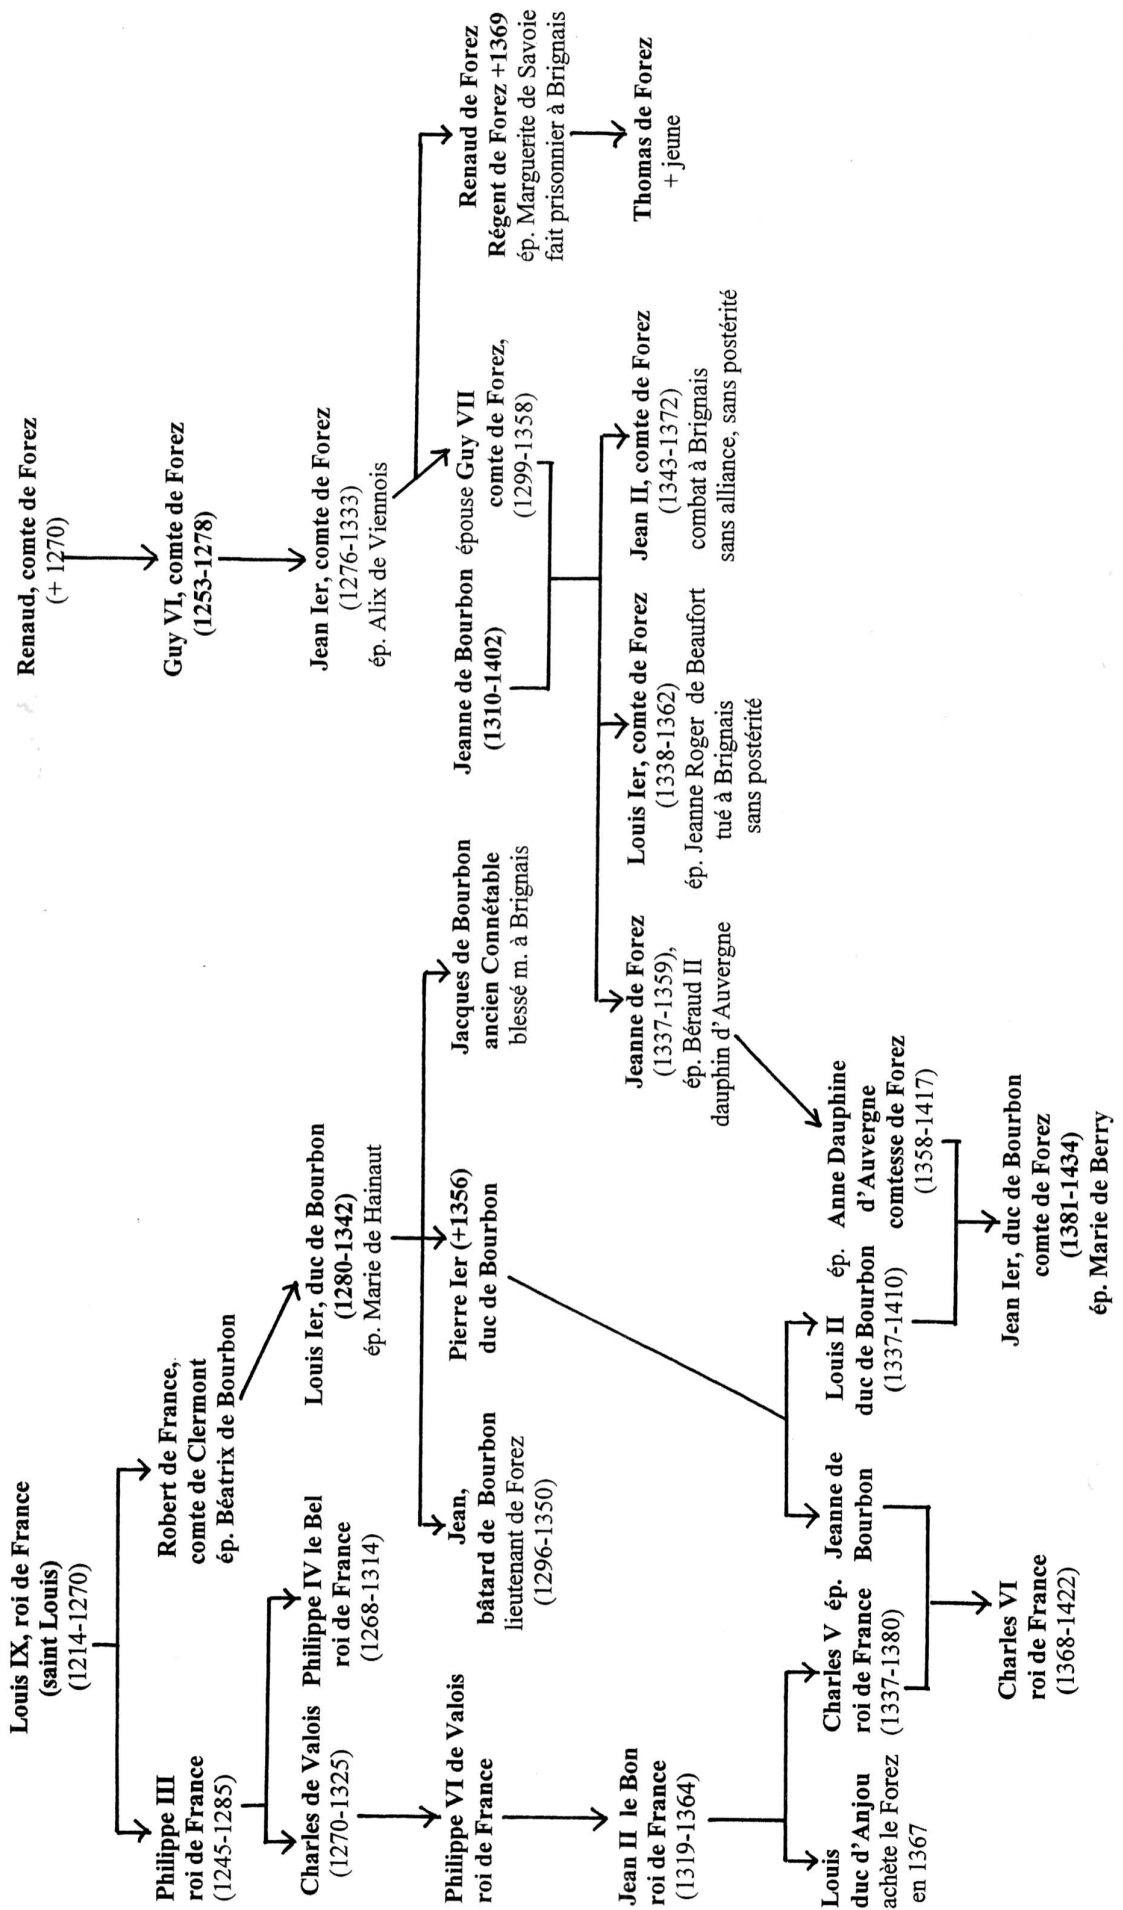 Louis IX, roi de France
(saint Louis)
(1214-1270)
Renaud, comte de Forez
(+ 1270)
Philippe III
roi de France
(1245-1285)
Robert de France,
comte de Clermont
ép. Béatrix de Bourbon
Guy VI, comte de Forez
(1253-1278)
Charles de Valois
(1270-1325)
Philippe IV le Bel
roi de France
(1268-1314)
Louis Ier, duc de Bourbon
(1280-1342)
ép. Marie de Hainaut
Jean Ier, comte de Forez
(1276-1333)
ép. Alix de Viennois
Philippe VI de Valois
roi de France
Jean,
bâtard de Bourbon
lieutenant de Forez
(1296-1350)
Pierre Ier (+1356)
duc de Bourbon
Jacques de Bourbon
ancien Connétable
blessé m. à Brignais
Jeanne de Bourbon
(1310-1402)
épouse Guy VII
comte de Forez,
(1299-1358)
Renaud de Forez
Régent de Forez +1369
ép. Marguerite de Savoie
fait prisonnier à Brignais
Jean II le Bon
roi de France
(1319-1364)
Jeanne de Forez
(1337-1359),
ép. Béraud II
dauphin d'Auvergne
Louis Ier, comte de Forez
(1338-1362)
ép. Jeanne Roger de Beaufort
tué à Brignais
sans postérité
Jean II, comte de Forez
(1343-1372)
combat à Brignais
sans alliance, sans postérité
Thomas de Forez
+ jeune
Louis
duc d'Anjou
achète le Forez
en 1367
Charles V ép.
roi de France
(1337-1380)
Jeanne de
Bourbon
Louis II
duc de Bourbon
(1337-1410)
ép. Anne Dauphine
d'Auvergne
comtesse de Forez
(1358-1417)
Charles VI
roi de France
(1368-1422)
Jean Ier, duc de Bourbon
comte de Forez
(1381-1434)
ép. Marie de Berry